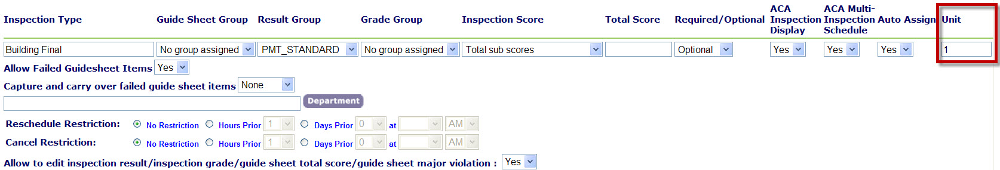 Inspection Type Guide Sheet Group Result Group Grade Group Inspection Score Total Score Required/Optional ACA Inspection Display ACA Multi-Inspection Schedule Auto Assign Unit
Building Final No group assigned PMT_STANDARD No group assigned Total sub scores Optional Yes Yes Yes 1
Allow Failed Guidesheet Items Yes
Capture and carry over failed guide sheet items None
Department
Reschedule Restriction: No Restriction Hours Prior 1 Days Prior 0 at AM
Cancel Restriction: No Restriction Hours Prior 1 Days Prior 0 at AM
Allow to edit inspection result/inspection grade/guide sheet total score/guide sheet major violation : Yes